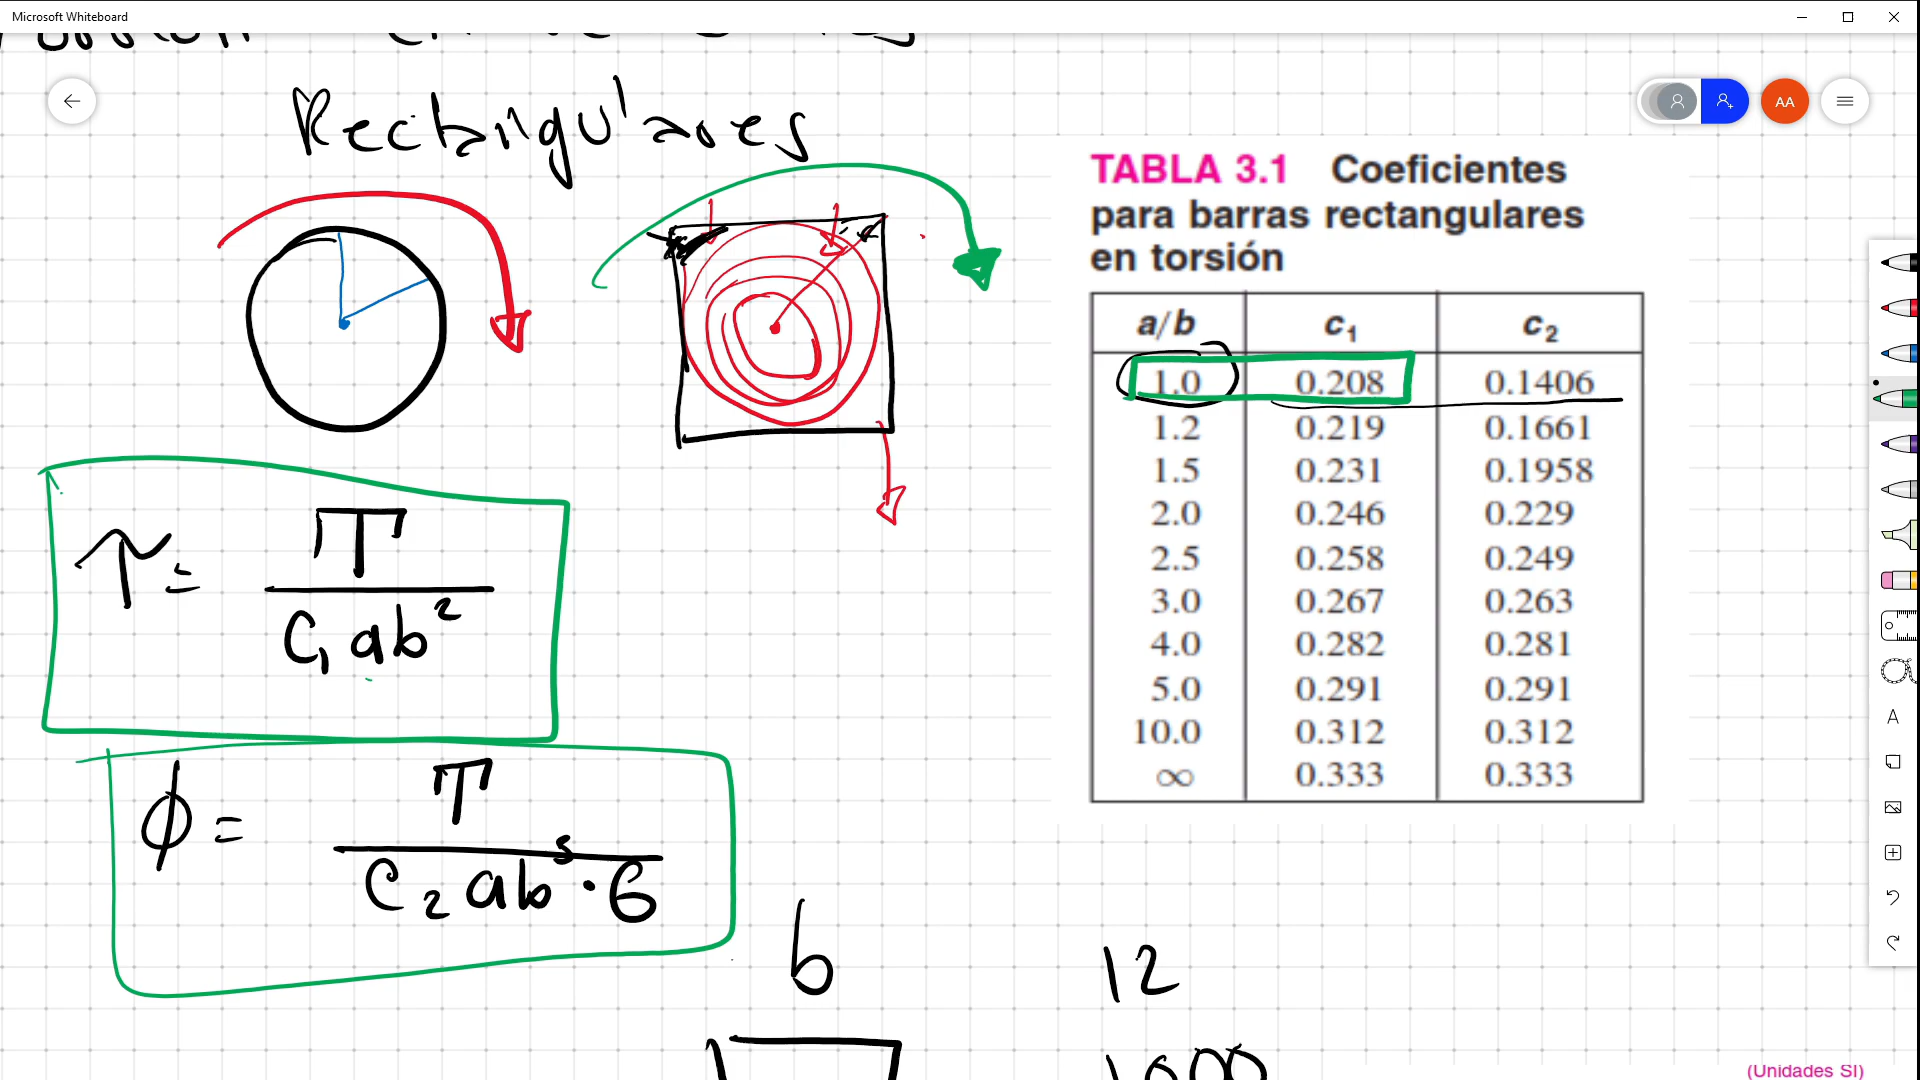 Microsoft Whiteboard
Rectangulares
AA
TABLA 3.1 Coeficientes
para barras rectangulares
en torsión
a/b c₁ c₂
1.0 0.208 0.1406
1.2 0.219 0.1661
1.5 0.231 0.1958
2.0 0.246 0.229
2.5 0.258 0.249
3.0 0.267 0.263
4.0 0.282 0.281
5.0 0.291 0.291
10.0 0.312 0.312
∞ 0.333 0.333
τ = T
C₁ab²
ϕ = T
C₂ab³·G
b
12
(Unidades SI)